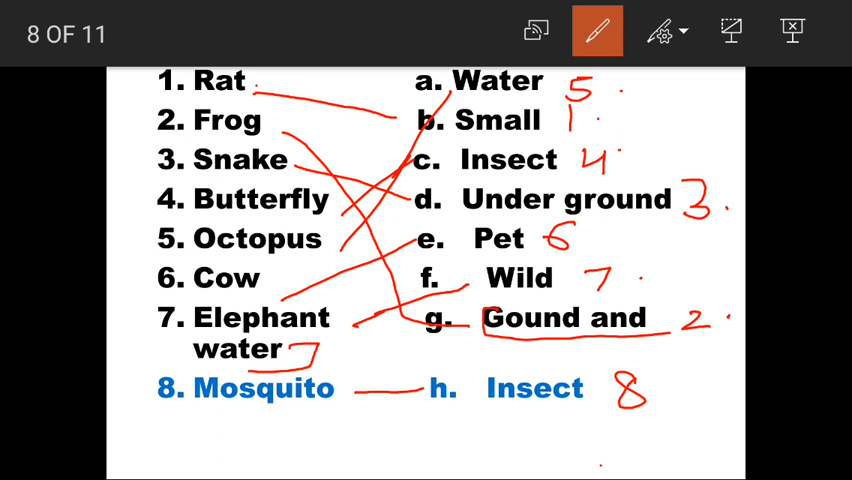 8 OF 11
1. Rat a. Water 5
2. Frog b. Small 1
3. Snake c. Insect 4
4. Butterfly d. Under ground 3
5. Octopus e. Pet 6
6. Cow f. Wild 7
7. Elephant g. Gound and 2
water
8. Mosquito h. Insect 8